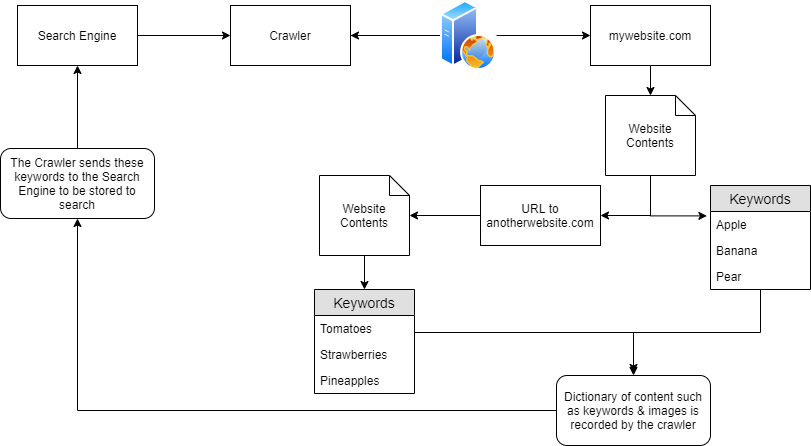 Search Engine
Crawler
mywebsite.com
Website
Contents
The Crawler sends these
keywords to the Search
Engine to be stored to
search
Website
Contents
URL to
anotherwebsite.com
Keywords
Apple
Banana
Pear
Keywords
Tomatoes
Strawberries
Pineapples
Dictionary of content such
as keywords & images is
recorded by the crawler